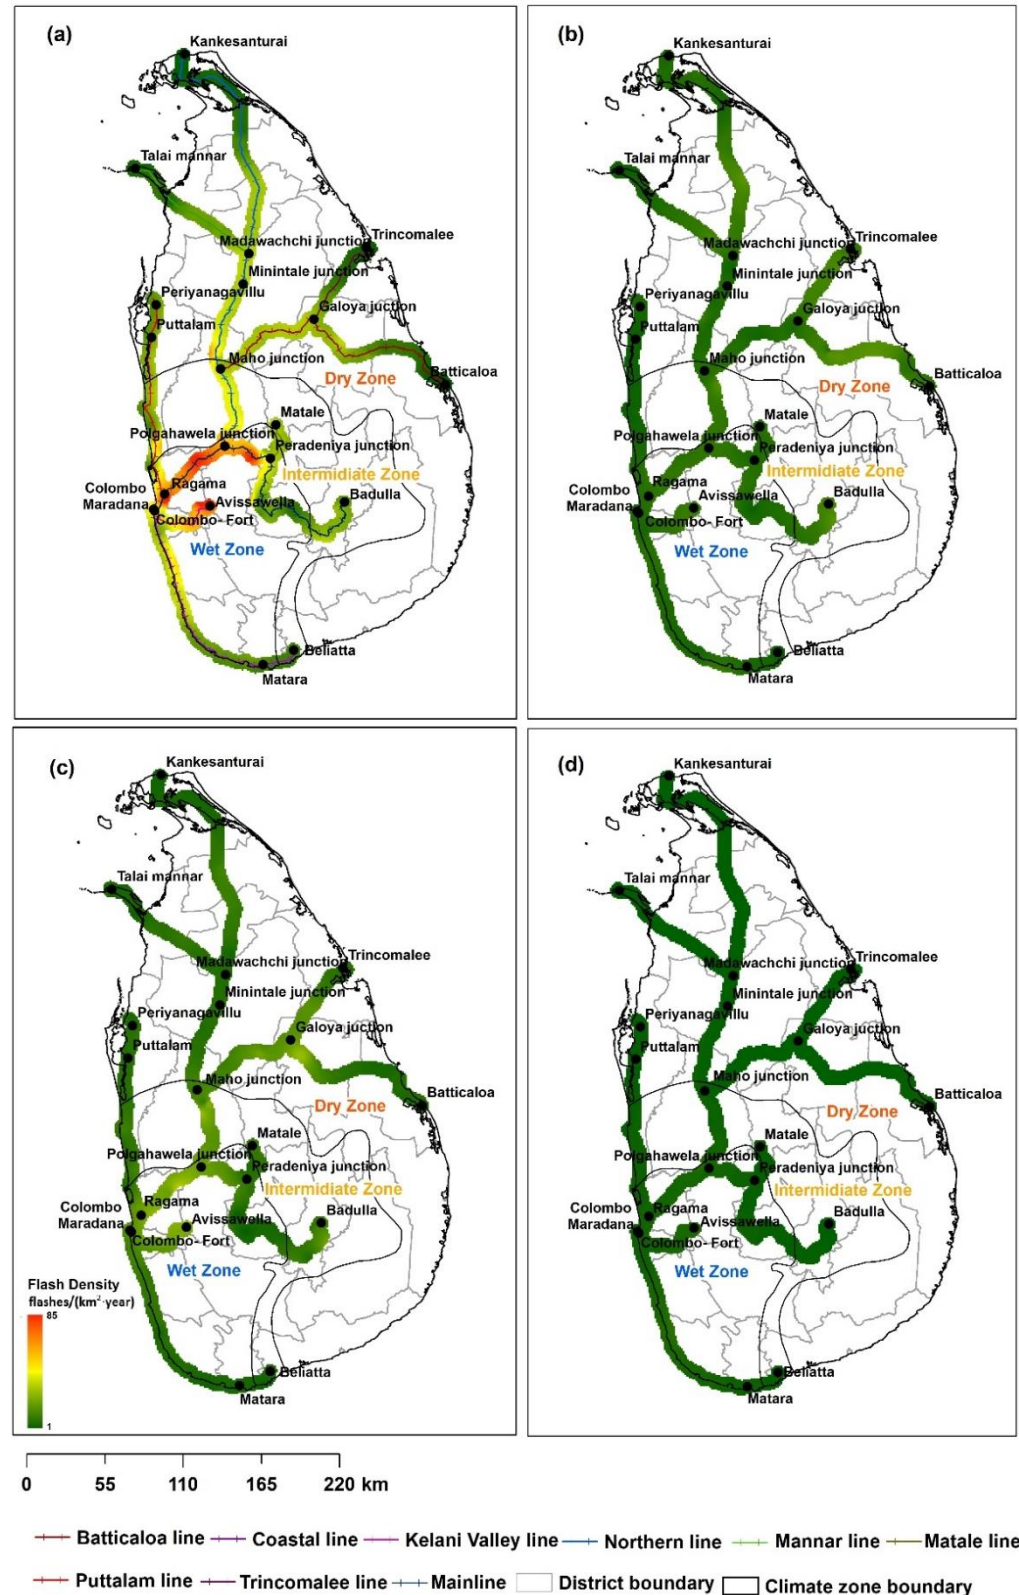 (a)
Kankesanturai
Talai mannar
Trincomalee
Madawachchi junction
Minintale junction
Periyanagavillu
Galoya juction
Puttalam
Maho junction
Dry Zone
Batticaloa
Matale
Polgahawela junction
Peradeniya junction
Intermidiate Zone
Ragama
Colombo
Maradana
Avissawella
Badulla
Colombo- Fort
Wet Zone
Beliatta
Matara
(b)
Kankesanturai
Talai mannar
Trincomalee
Madawachchi junction
Minintale junction
Periyanagavillu
Galoya juction
Puttalam
Maho junction
Batticaloa
Dry Zone
Matale
Polgahawela junction
Peradeniya junction
Intermidiate Zone
Ragama
Colombo
Maradana
Avissawella
Badulla
Colombo- Fort
Wet Zone
Beliatta
Matara
(c)
Kankesanturai
Talai mannar
Trincomalee
Madawachchi junction
Minintale junction
Periyanagavillu
Galoya juction
Puttalam
Maho junction
Batticaloa
Dry Zone
Matale
Polgahawela junction
Peradeniya junction
Intermidiate Zone
Ragama
Colombo
Maradana
Avissawella
Badulla
Colombo- Fort
Wet Zone
Flash Density
flashes/(km²·year)
85
1
Beliatta
Matara
(d)
Kankesanturai
Talai mannar
Trincomalee
Madawachchi junction
Minintale junction
Periyanagavillu
Galoya juction
Puttalam
Maho junction
Batticaloa
Dry Zone
Matale
Polgahawela junction
Peradeniya junction
Intermidiate Zone
Ragama
Colombo
Maradana
Avissawella
Badulla
Colombo- Fort
Wet Zone
Beliatta
Matara
0 55 110 165 220 km
Batticaloa line Coastal line Kelani Valley line Northern line Mannar line Matale line
Puttalam line Trincomalee line Mainline District boundary Climate zone boundary